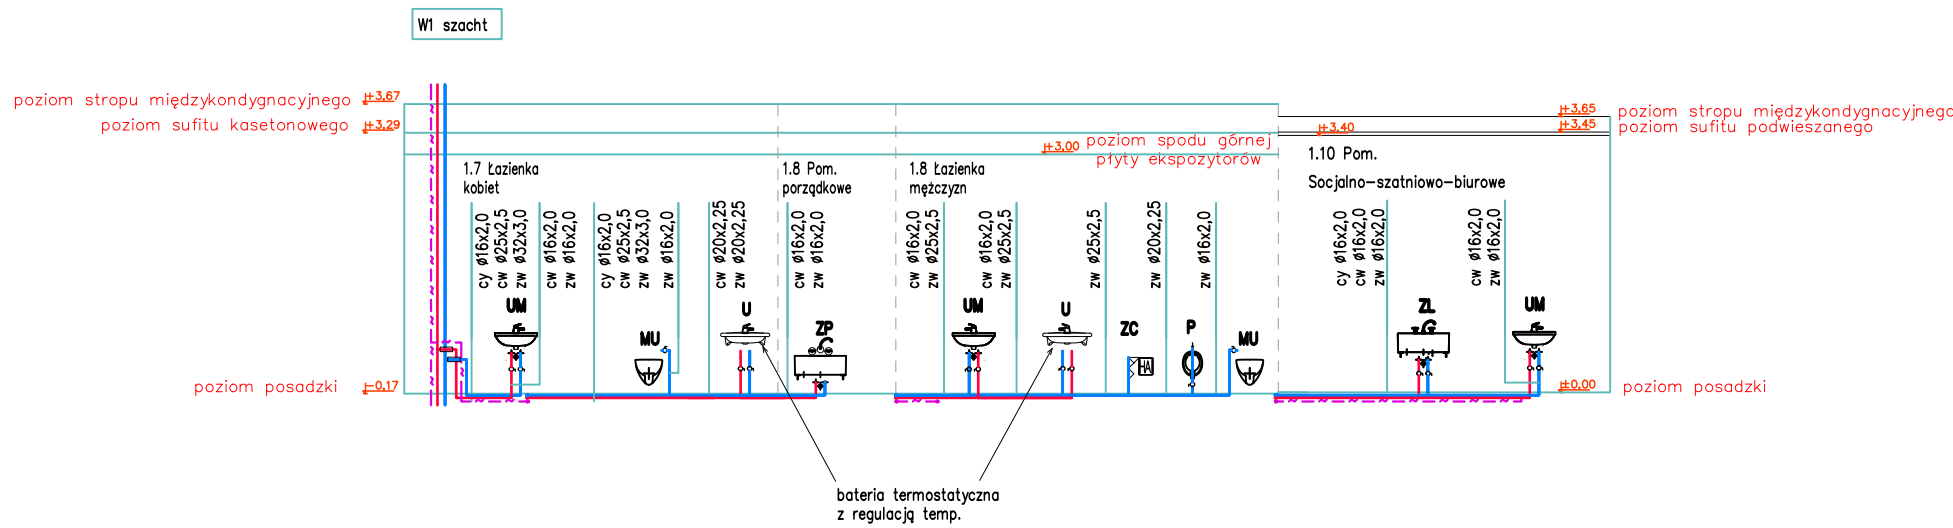 W1 szacht
poziom stropu międzykondygnacyjnego
+3.67
poziom sufitu kasetonowego
+3.29
+3.65
poziom stropu międzykondygnacyjnego
+3.40
+3.45
poziom sufitu podwieszanego
+3.00
poziom spodu górnej
płyty ekspozytorów
1.7 Łazienka
kobiet
1.8 Pom.
porządkowe
1.8 Łazienka
mężczyzn
1.10 Pom.
Socjalno-szatniowo-biurowe
cy ø16x2,0
cw ø25x2,5
zw ø32x3,0
cw ø16x2,0
zw ø16x2,0
cy ø16x2,0
cw ø25x2,5
zw ø32x3,0
zw ø16x2,0
cw ø20x2,25
zw ø20x2,25
cw ø16x2,0
zw ø16x2,0
cw ø16x2,0
zw ø25x2,5
cw ø16x2,0
zw ø25x2,5
zw ø25x2,5
zw ø20x2,25
zw ø16x2,0
cy ø16x2,0
cw ø16x2,0
zw ø16x2,0
cw ø16x2,0
zw ø16x2,0
UM
MU
U
ZP
UM
U
ZC
HA
P
MU
ZL
UM
poziom posadzki
-0.17
±0.00
poziom posadzki
bateria termostatyczna
z regulacją temp.